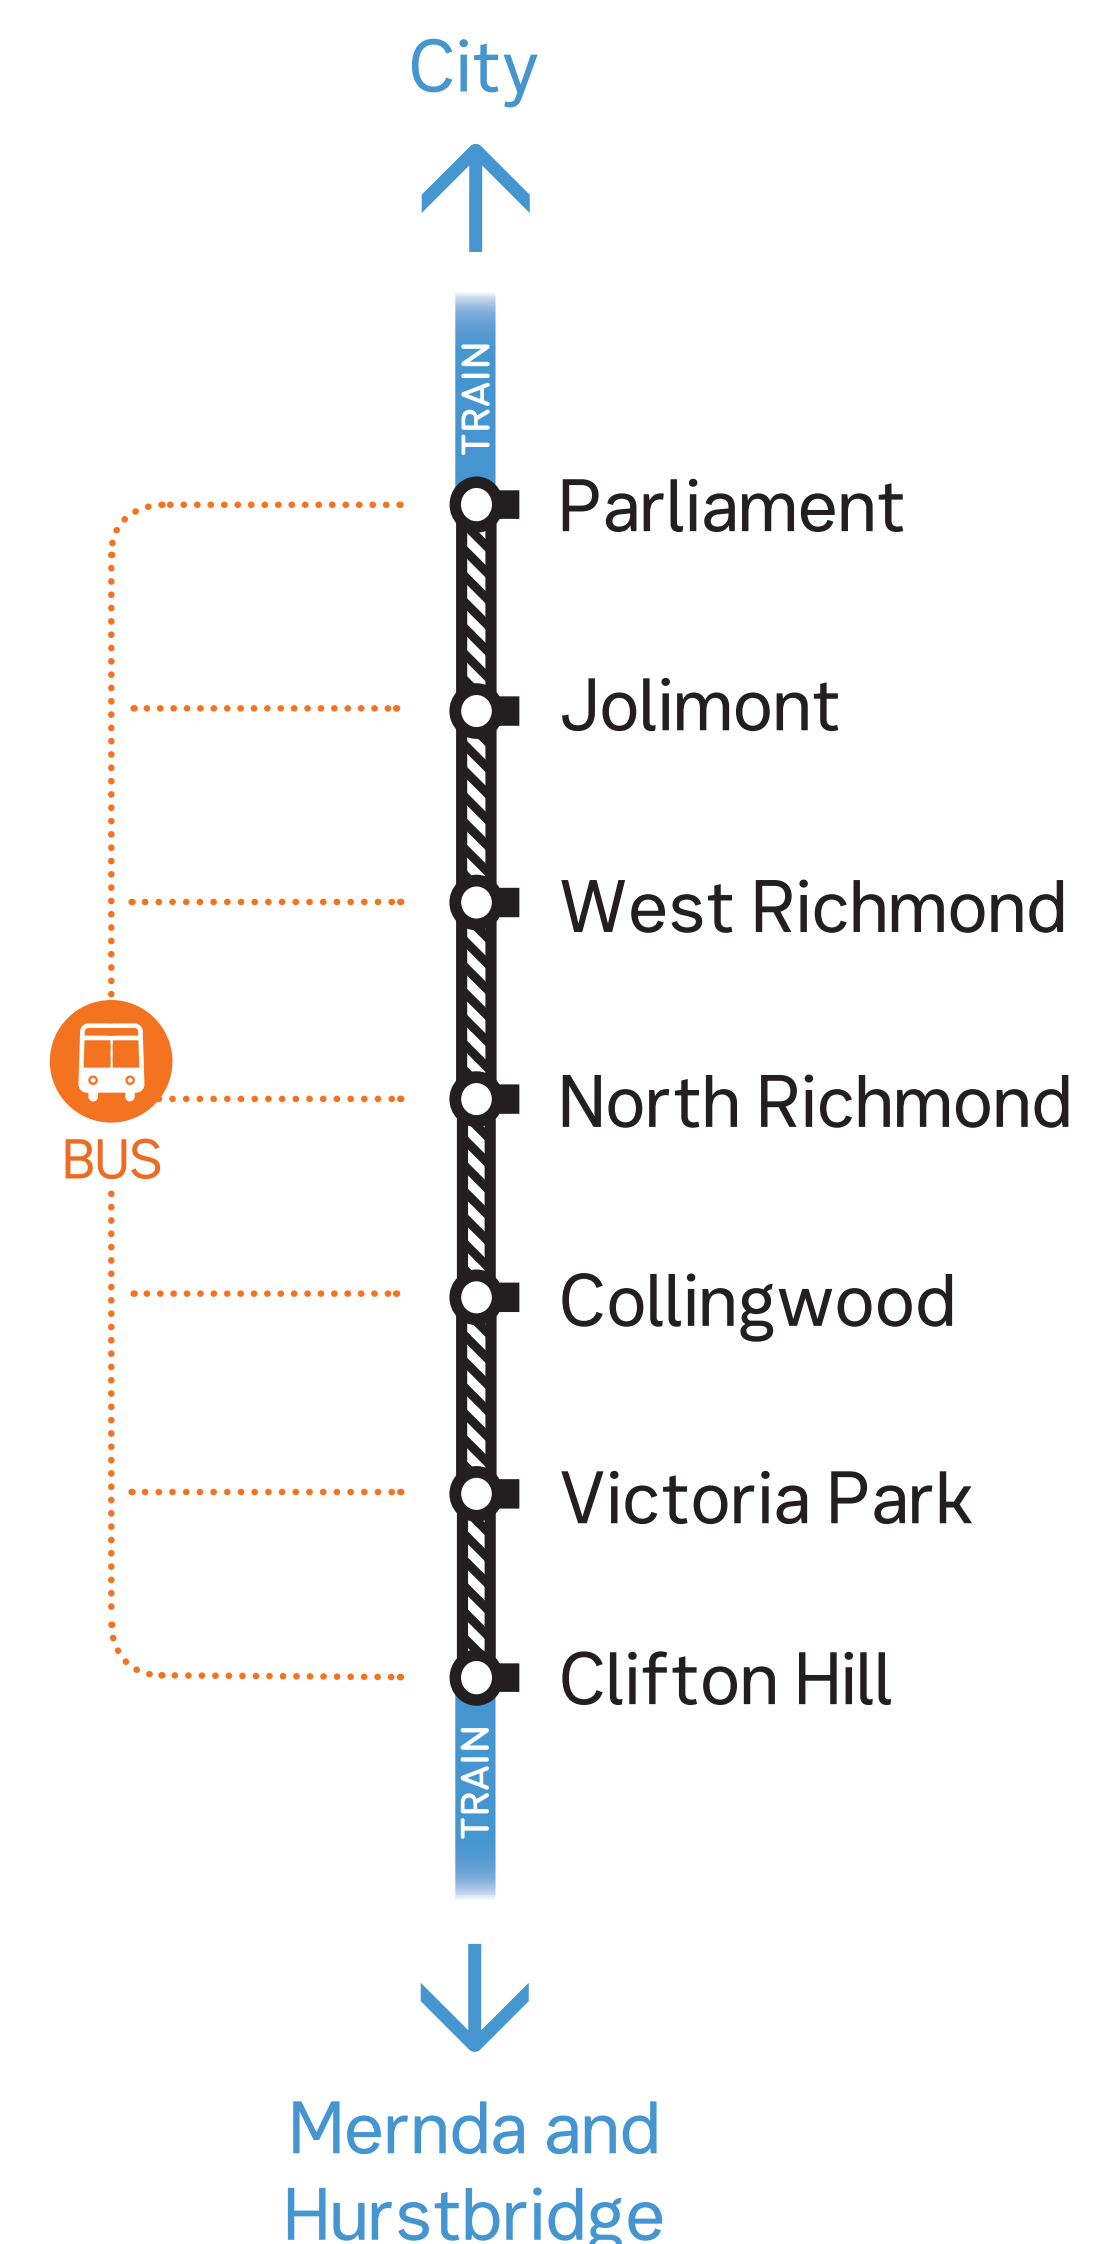 City
TRAIN
Parliament
Jolimont
West Richmond
North Richmond
BUS
Collingwood
Victoria Park
Clifton Hill
TRAIN
Mernda and
Hurstbridge